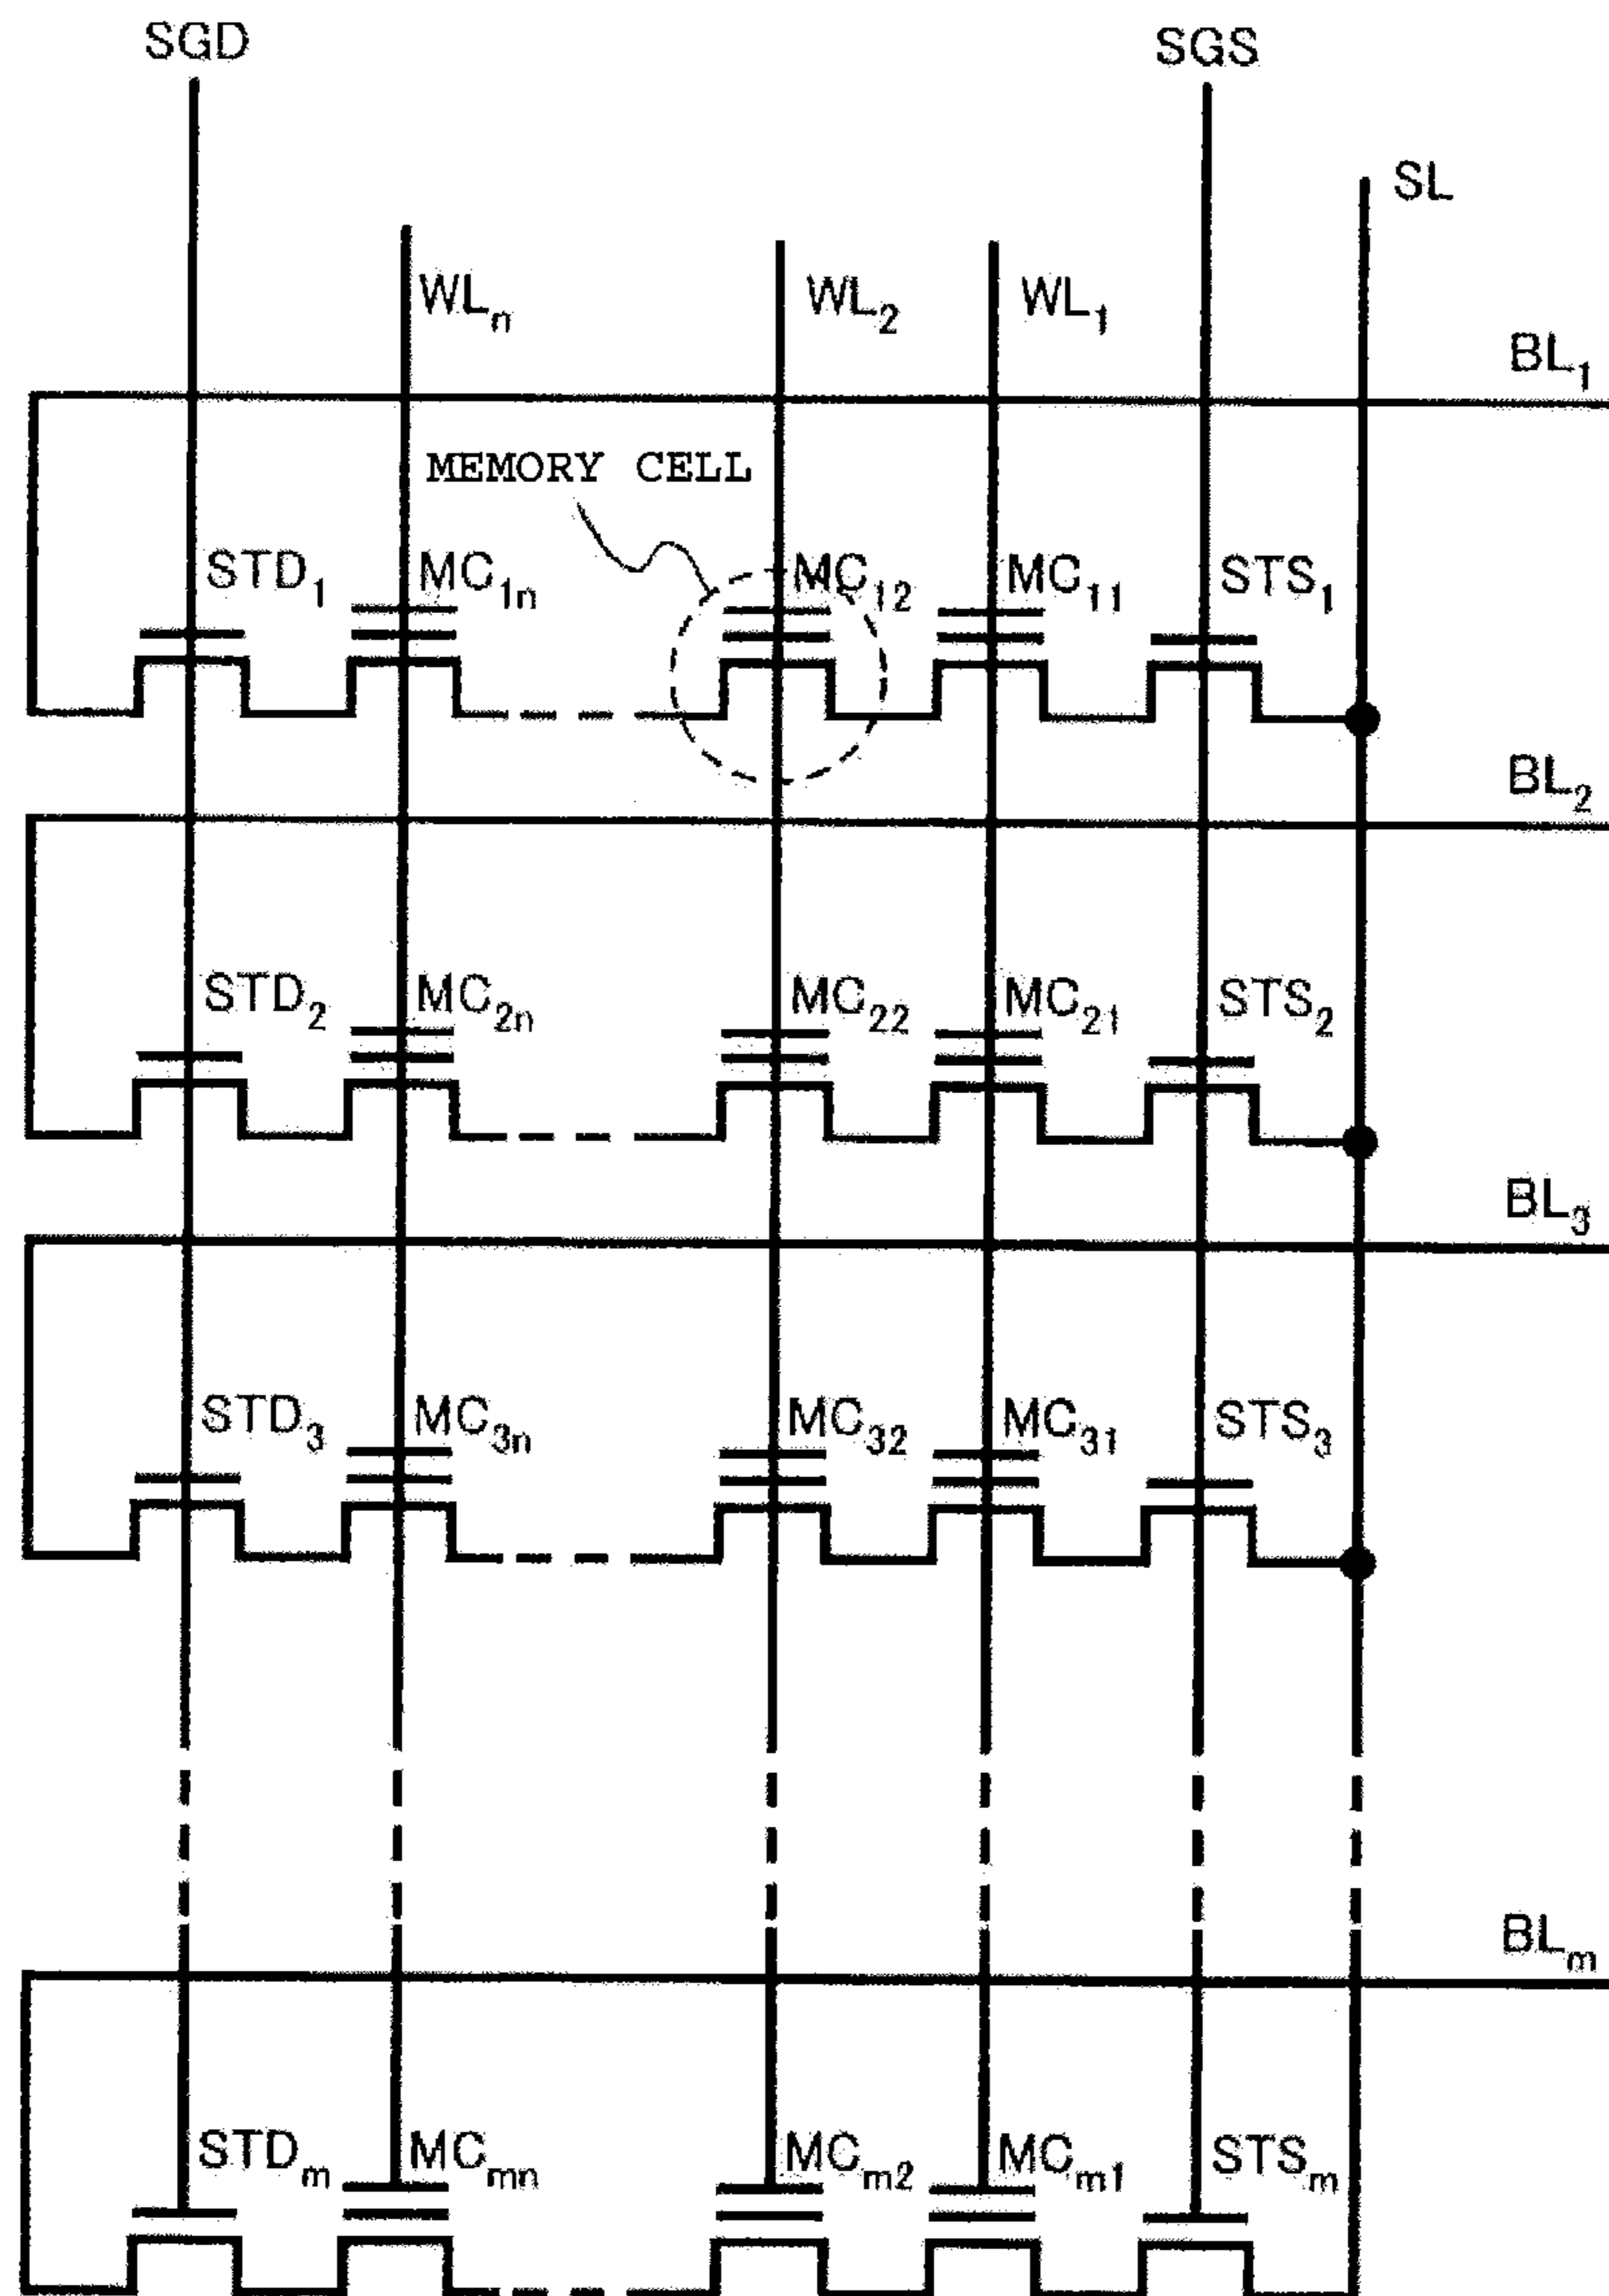 SGD SGS
SL
WLₙ WL₂ WL₁
BL₁
MEMORY CELL
STD₁ MC₁ₙ MC₁₂ MC₁₁ STS₁
BL₂
STD₂ MC₂ₙ MC₂₂ MC₂₁ STS₂
BL₃
STD₃ MC₃ₙ MC₃₂ MC₃₁ STS₃
BLₘ
STDₘ MCₘₙ MCₘ₂ MCₘ₁ STSₘ